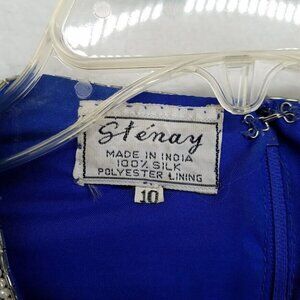 Sténay
MADE IN INDIA
100% SILK
POLYESTER LINING
10